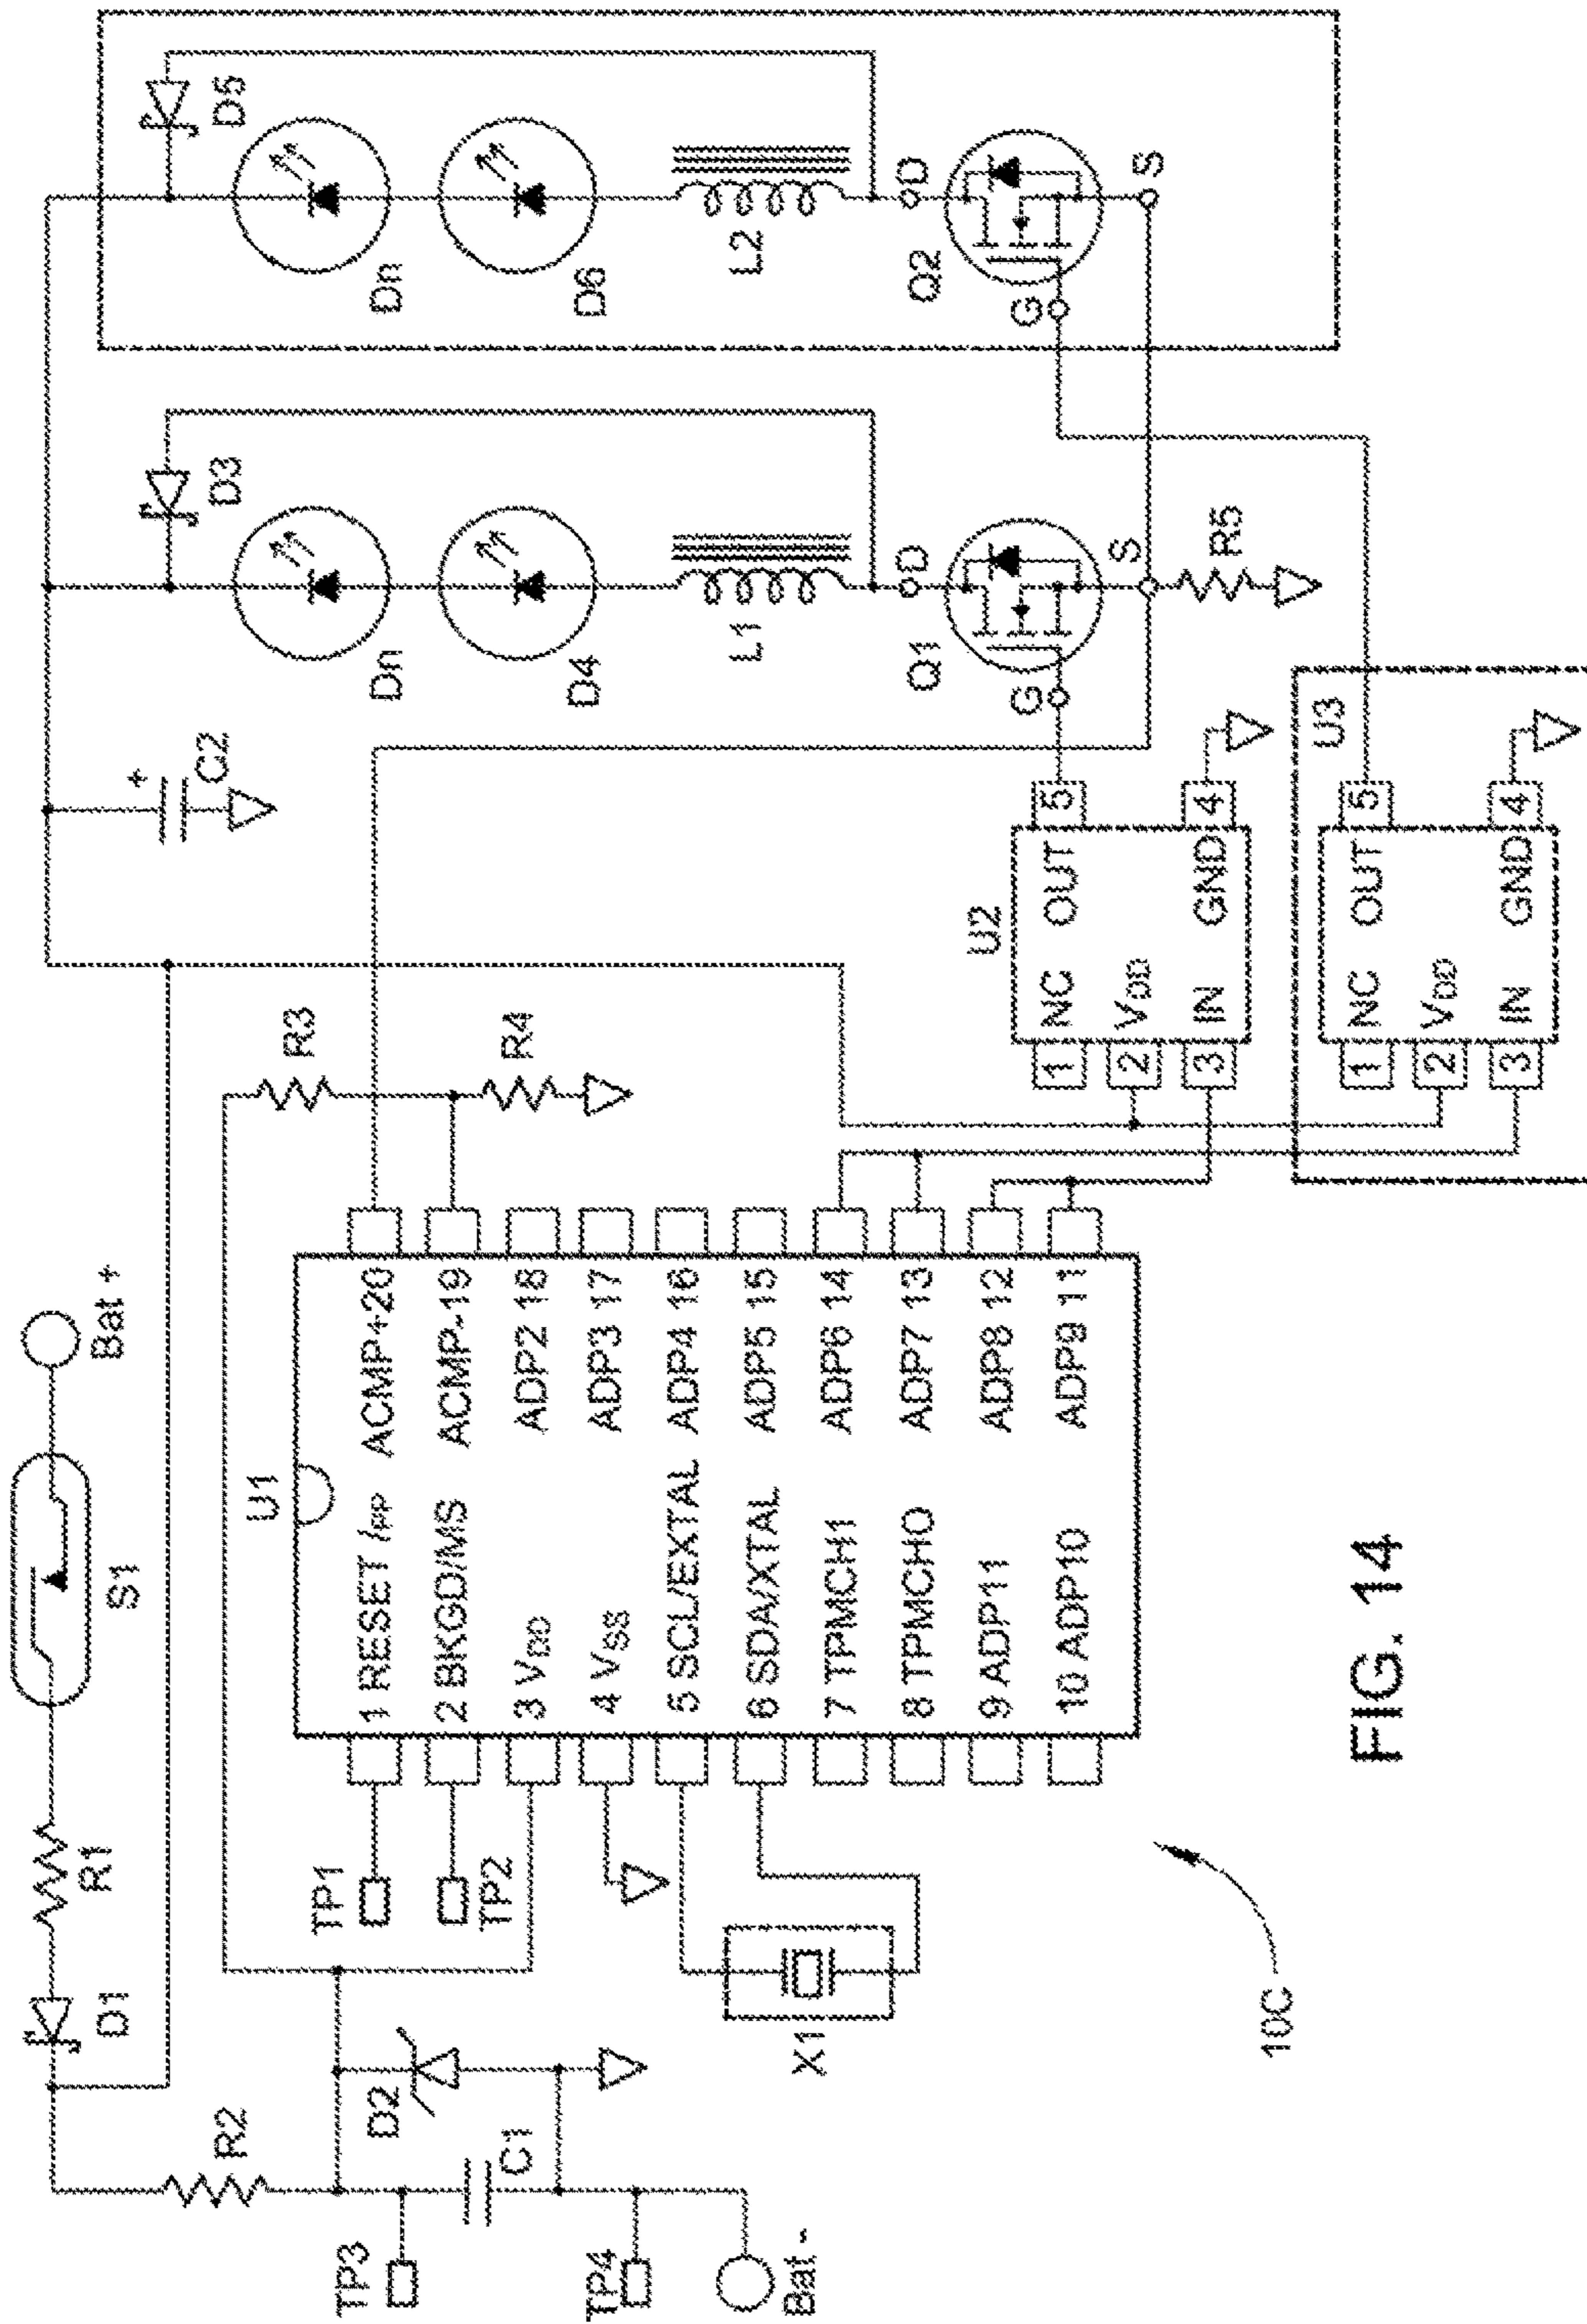 Bat +
S1
R1
D1
R2
TP3
TP4
Bat -
D2
C1
TP1
TP2
X1
U1
1 RESET /PP
2 BKGD/MS
3 VDD
4 VSS
5 SCL/EXTAL
6 SDA/XTAL
7 TPMCH1
8 TPMCHO
9 ADP11
10 ADP10
ACMP+20
ACMP-19
ADP2 18
ADP3 17
ADP4 16
ADP5 15
ADP6 14
ADP7 13
ADP8 12
ADP9 11
R3
R4
+
C2
U2
1 NC OUT 5
2 VDD
3 IN GND 4
U3
1 NC OUT 5
2 VDD
3 IN GND 4
D3
Dn
D4
L1
D
Q1
G
S
R5
D5
Dn
D6
L2
D
Q2
G
S
10C
FIG. 14